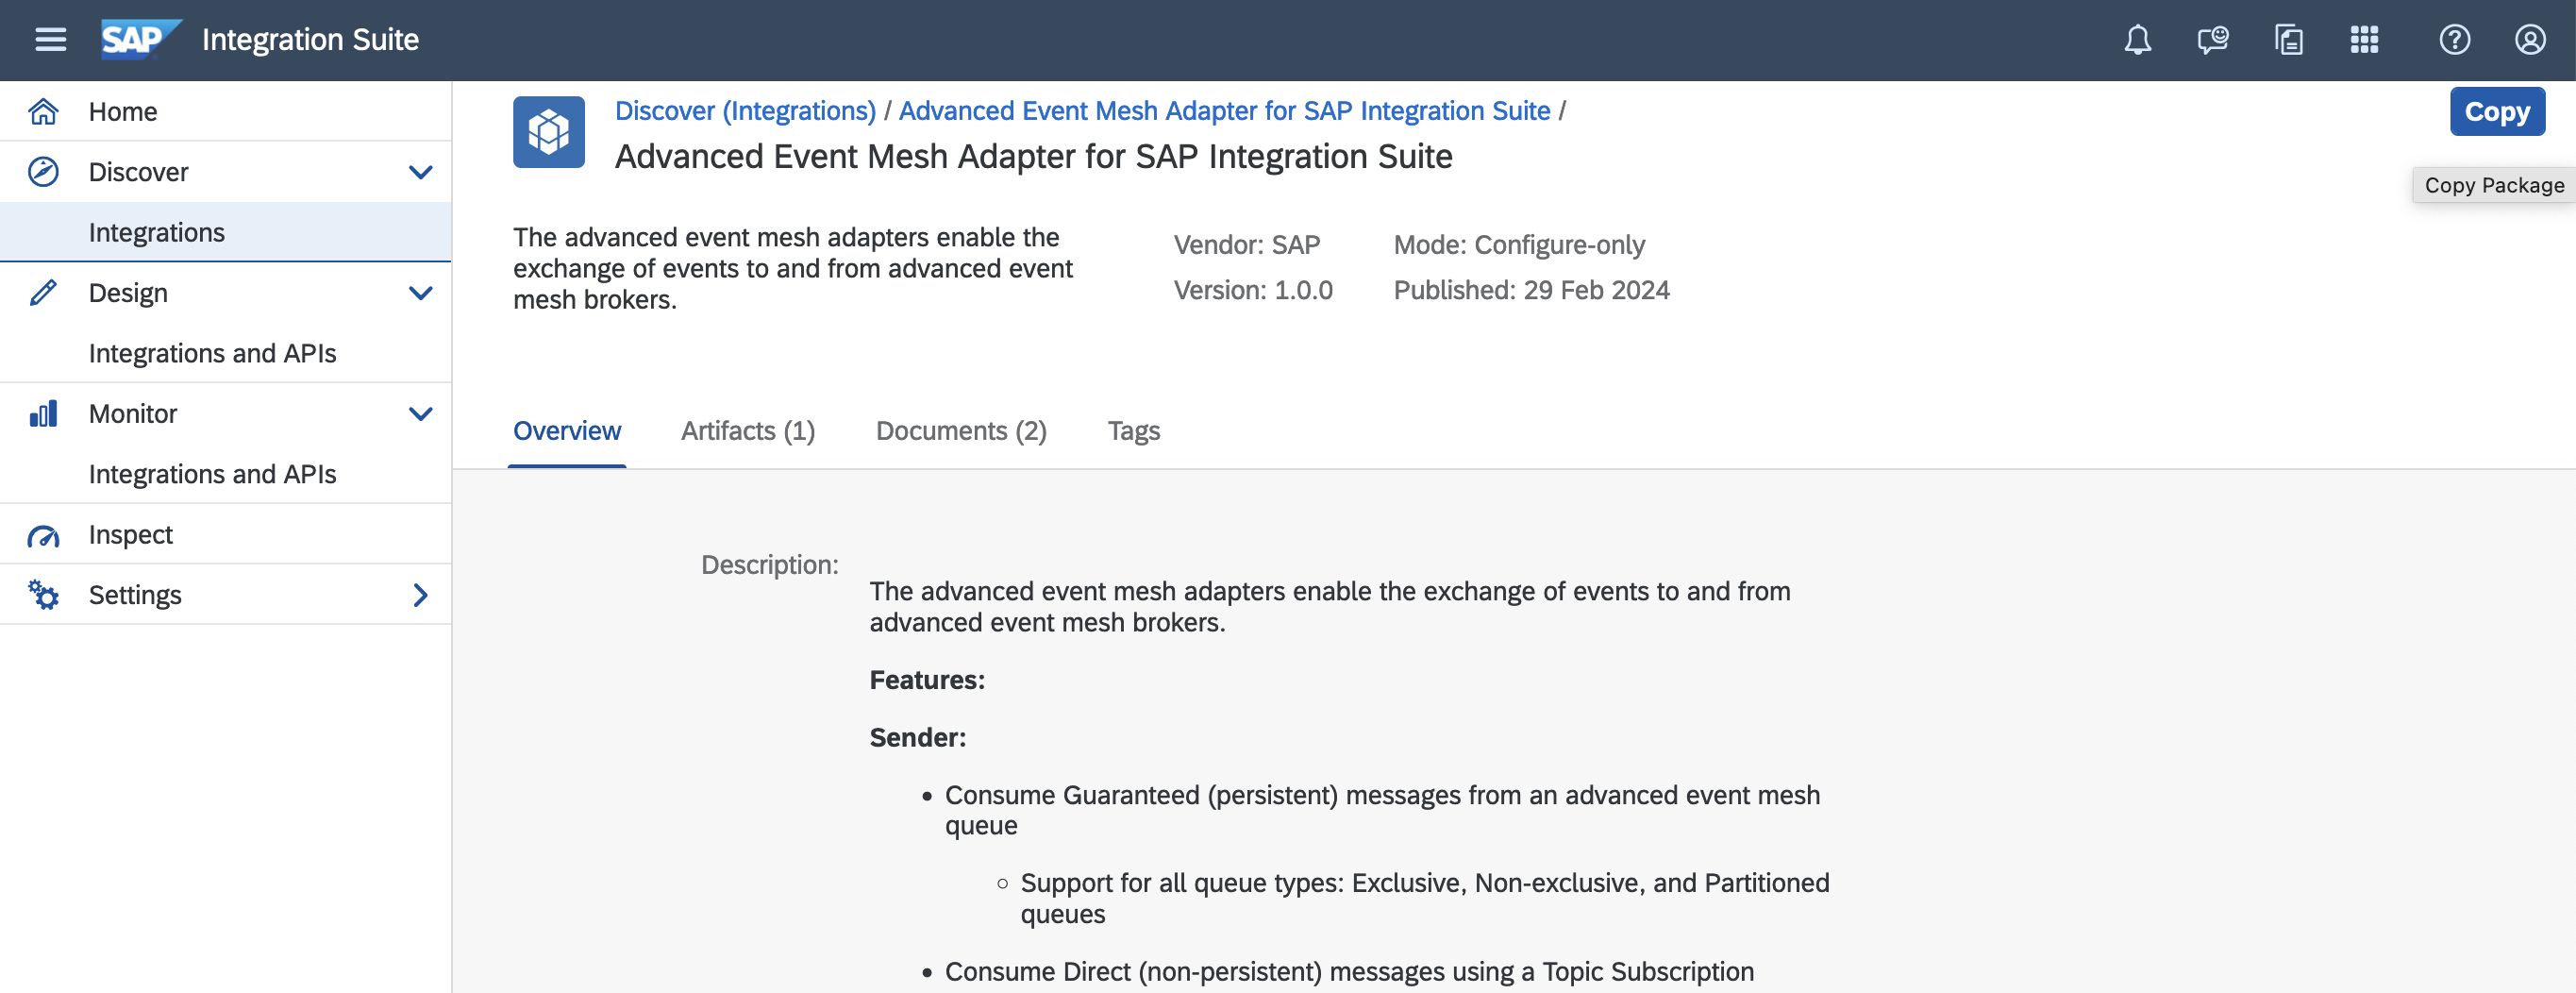 SAP Integration Suite
Home
Discover
Integrations
Design
Integrations and APIs
Monitor
Integrations and APIs
Inspect
Settings
Discover (Integrations) / Advanced Event Mesh Adapter for SAP Integration Suite /
Advanced Event Mesh Adapter for SAP Integration Suite
Copy
Copy Package
The advanced event mesh adapters enable the
exchange of events to and from advanced event
mesh brokers.
Vendor: SAP
Mode: Configure-only
Version: 1.0.0
Published: 29 Feb 2024
Overview
Artifacts (1)
Documents (2)
Tags
Description:
The advanced event mesh adapters enable the exchange of events to and from
advanced event mesh brokers.
Features:
Sender:
• Consume Guaranteed (persistent) messages from an advanced event mesh
queue
○ Support for all queue types: Exclusive, Non-exclusive, and Partitioned
queues
• Consume Direct (non-persistent) messages using a Topic Subscription